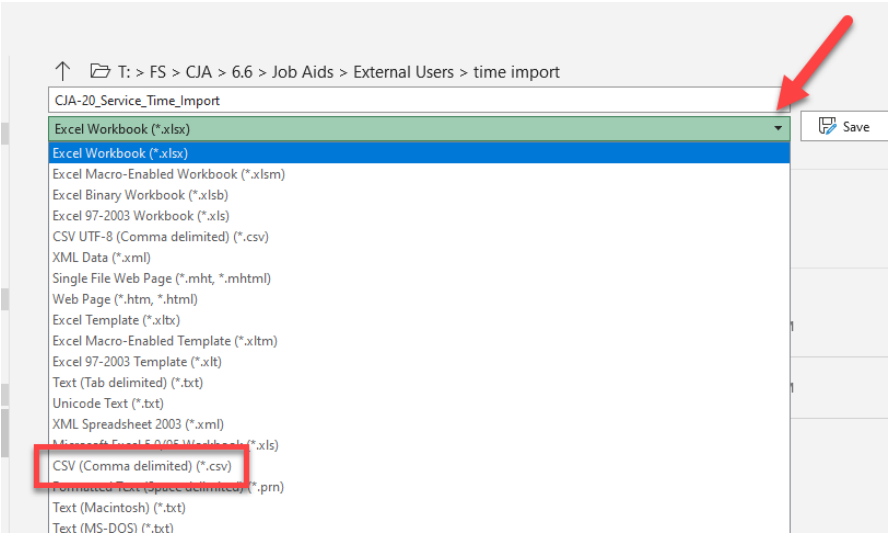 T: > FS > CJA > 6.6 > Job Aids > External Users > time import
CJA-20_Service_Time_Import
Excel Workbook (*.xlsx)
Save
Excel Workbook (*.xlsx)
Excel Macro-Enabled Workbook (*.xlsm)
Excel Binary Workbook (*.xlsb)
Excel 97-2003 Workbook (*.xls)
CSV UTF-8 (Comma delimited) (*.csv)
XML Data (*.xml)
Single File Web Page (*.mht, *.mhtml)
Web Page (*.htm, *.html)
Excel Template (*.xltx)
Excel Macro-Enabled Template (*.xltm)
Excel 97-2003 Template (*.xlt)
Text (Tab delimited) (*.txt)
Unicode Text (*.txt)
XML Spreadsheet 2003 (*.xml)
Microsoft Excel 5.0/95 Workbook (*.xls)
CSV (Comma delimited) (*.csv)
Formatted Text (Space delimited) (*.prn)
Text (Macintosh) (*.txt)
Text (MS-DOS) (*.txt)